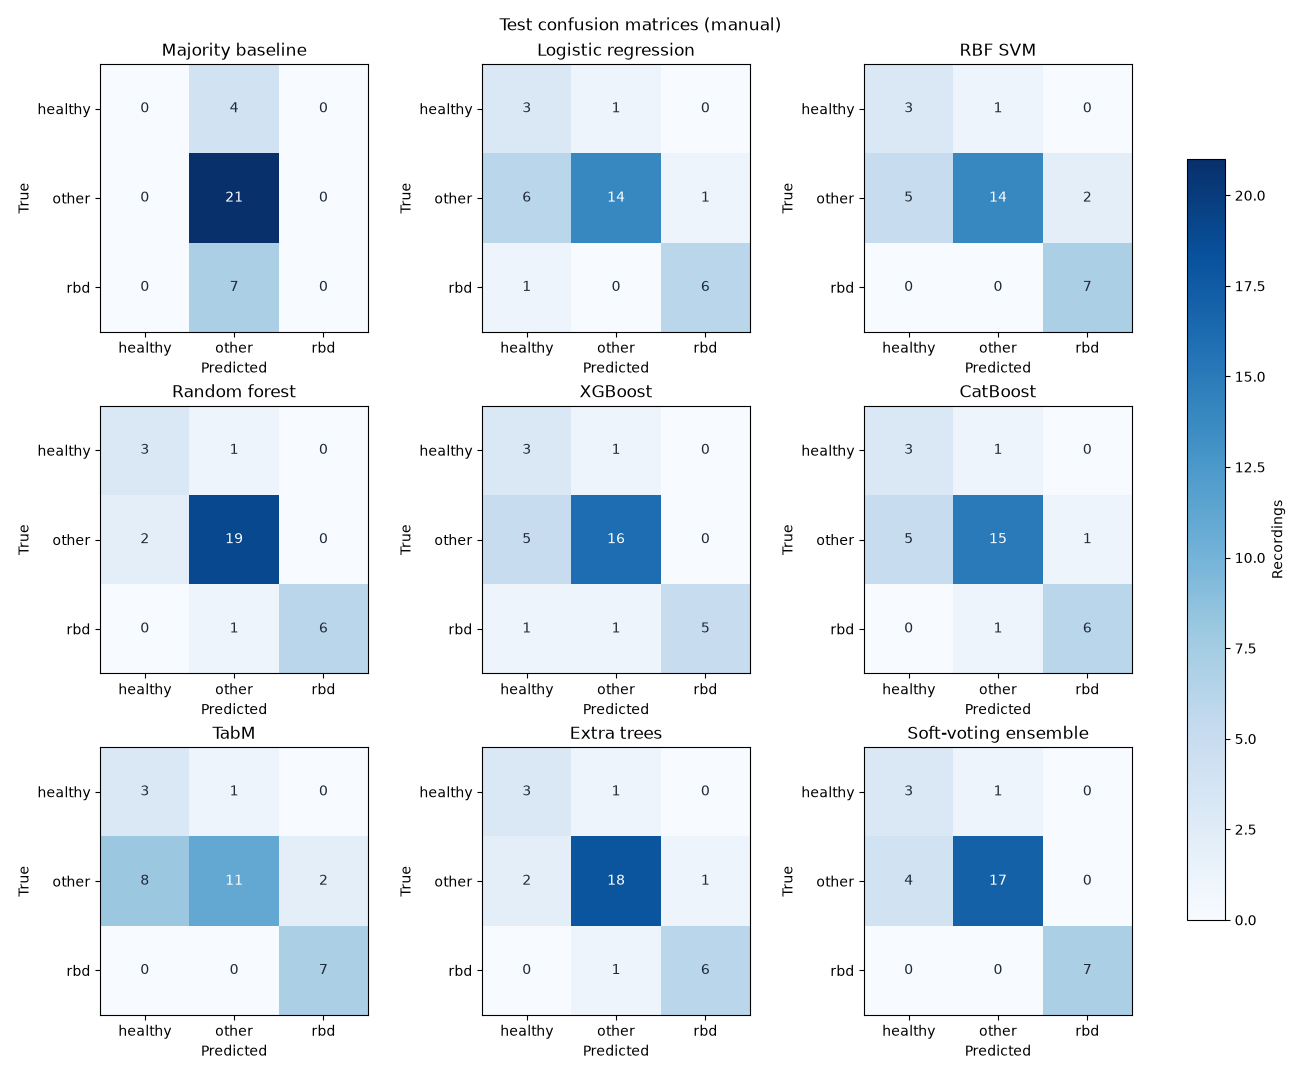 Test confusion matrices (manual)
Majority baseline
True
healthy 0 4 0
other 0 21 0
rbd 0 7 0
healthy other rbd
Predicted
Logistic regression
True
healthy 3 1 0
other 6 14 1
rbd 1 0 6
healthy other rbd
Predicted
RBF SVM
True
healthy 3 1 0
other 5 14 2
rbd 0 0 7
healthy other rbd
Predicted
Random forest
True
healthy 3 1 0
other 2 19 0
rbd 0 1 6
healthy other rbd
Predicted
XGBoost
True
healthy 3 1 0
other 5 16 0
rbd 1 1 5
healthy other rbd
Predicted
CatBoost
True
healthy 3 1 0
other 5 15 1
rbd 0 1 6
healthy other rbd
Predicted
TabM
True
healthy 3 1 0
other 8 11 2
rbd 0 0 7
healthy other rbd
Predicted
Extra trees
True
healthy 3 1 0
other 2 18 1
rbd 0 1 6
healthy other rbd
Predicted
Soft-voting ensemble
True
healthy 3 1 0
other 4 17 0
rbd 0 0 7
healthy other rbd
Predicted
20.0
17.5
15.0
12.5
10.0
7.5
5.0
2.5
0.0
Recordings